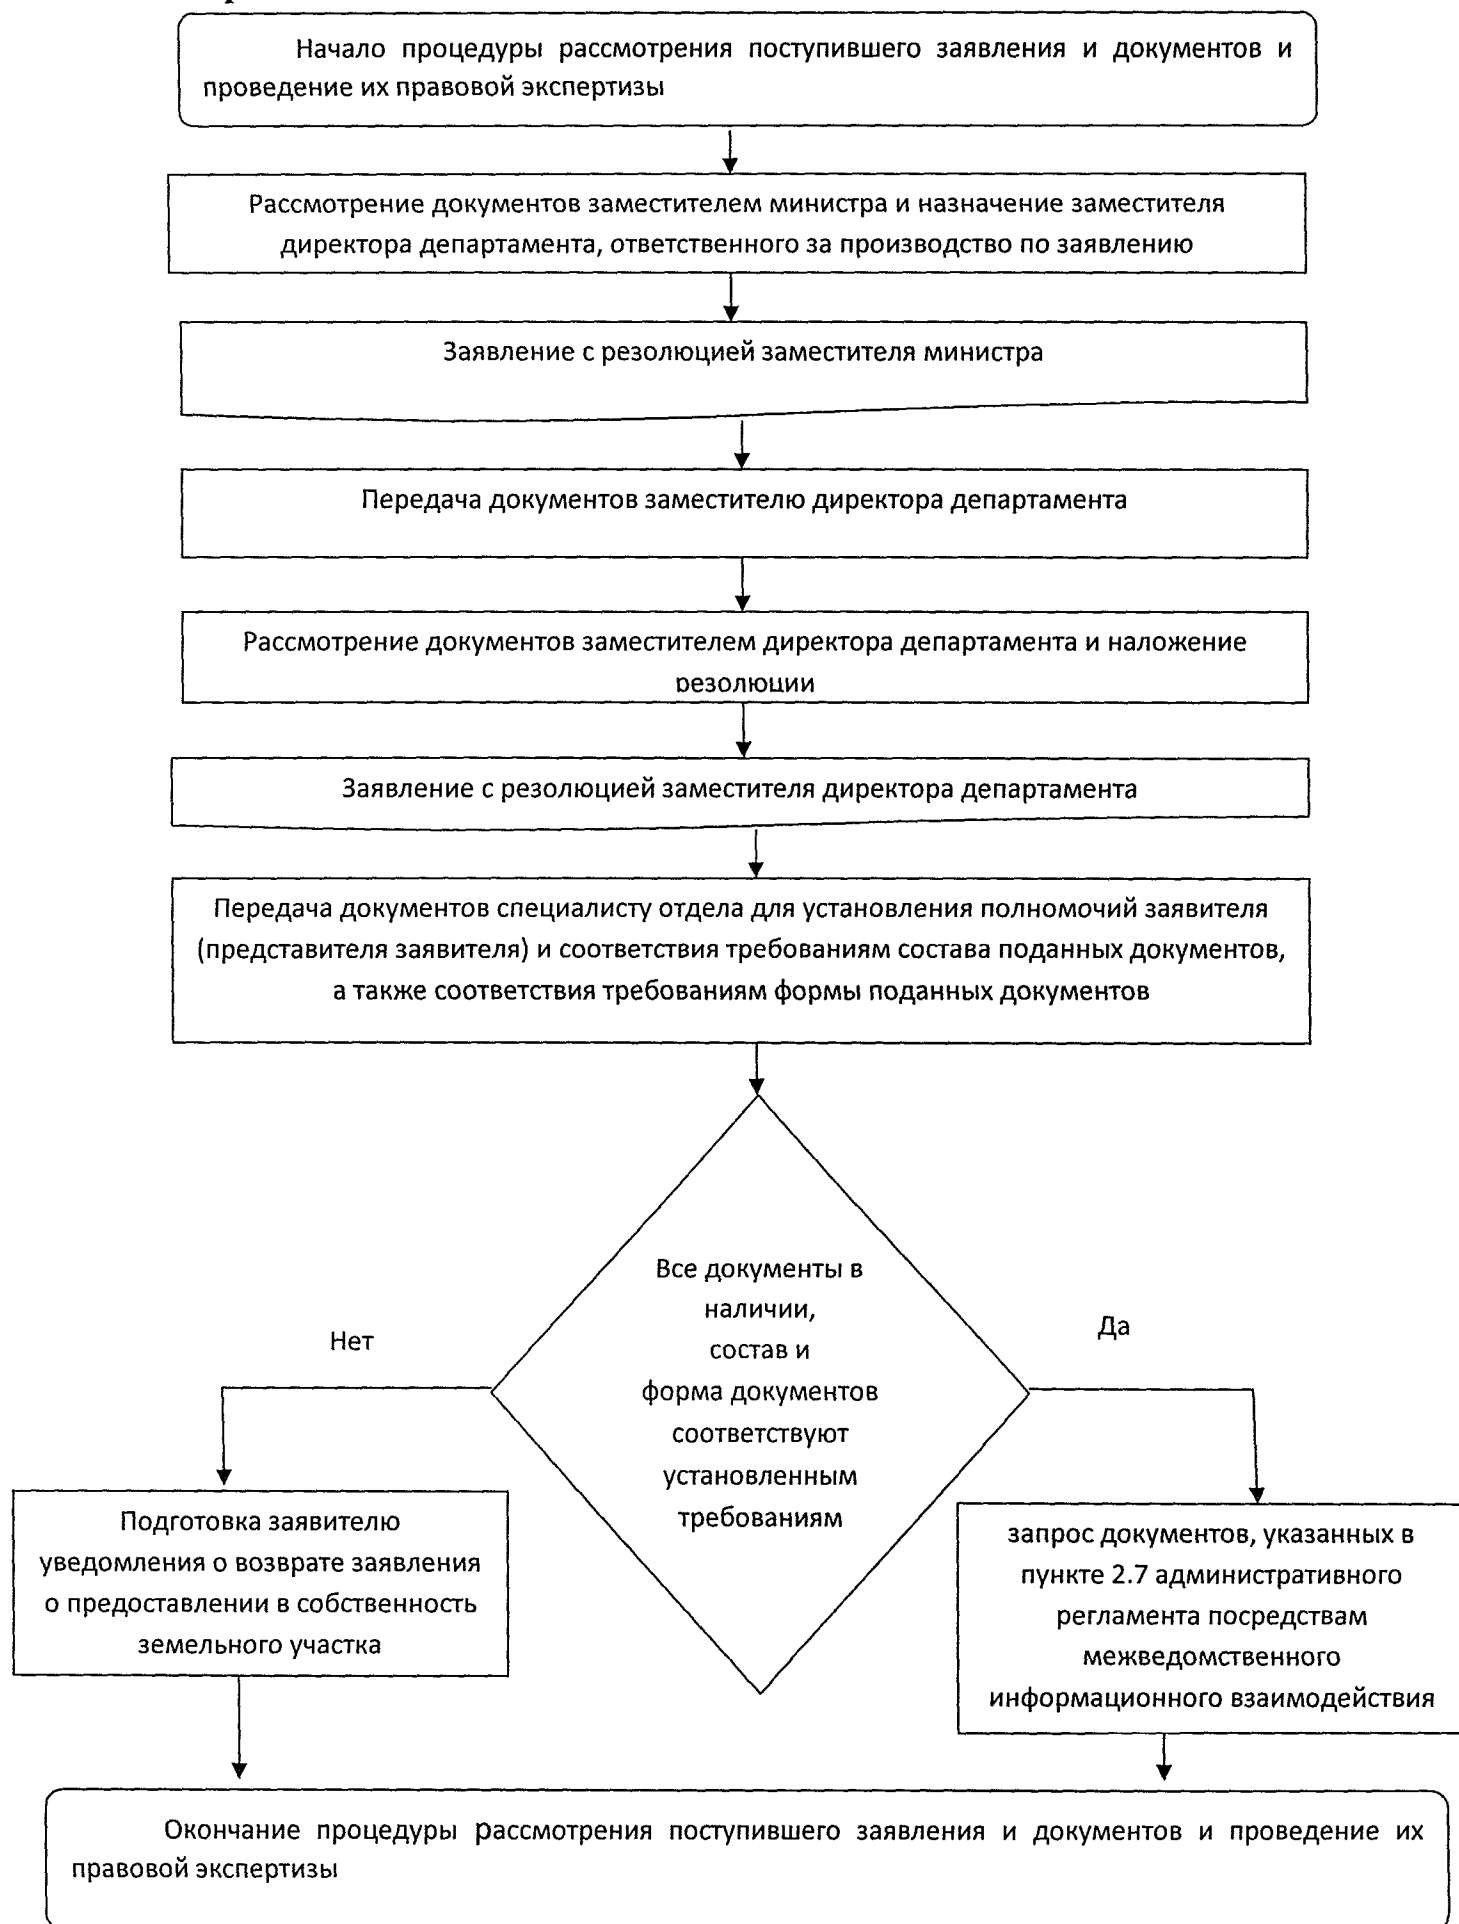 Начало процедуры рассмотрения поступившего заявления и документов и
проведение их правовой экспертизы
Рассмотрение документов заместителем министра и назначение заместителя
директора департамента, ответственного за производство по заявлению
Заявление с резолюцией заместителя министра
Передача документов заместителю директора департамента
Рассмотрение документов заместителем директора департамента и наложение
резолюции
Заявление с резолюцией заместителя директора департамента
Передача документов специалисту отдела для установления полномочий заявителя
(представителя заявителя) и соответствия требованиям состава поданных документов,
а также соответствия требованиям формы поданных документов
Все документы в
наличии,
состав и
форма документов
соответствуют
установленным
требованиям
Нет
Да
Подготовка заявителю
уведомления о возврате заявления
о предоставлении в собственность
земельного участка
запрос документов, указанных в
пункте 2.7 административного
регламента посредствам
межведомственного
информационного взаимодействия
Окончание процедуры рассмотрения поступившего заявления и документов и проведение их
правовой экспертизы